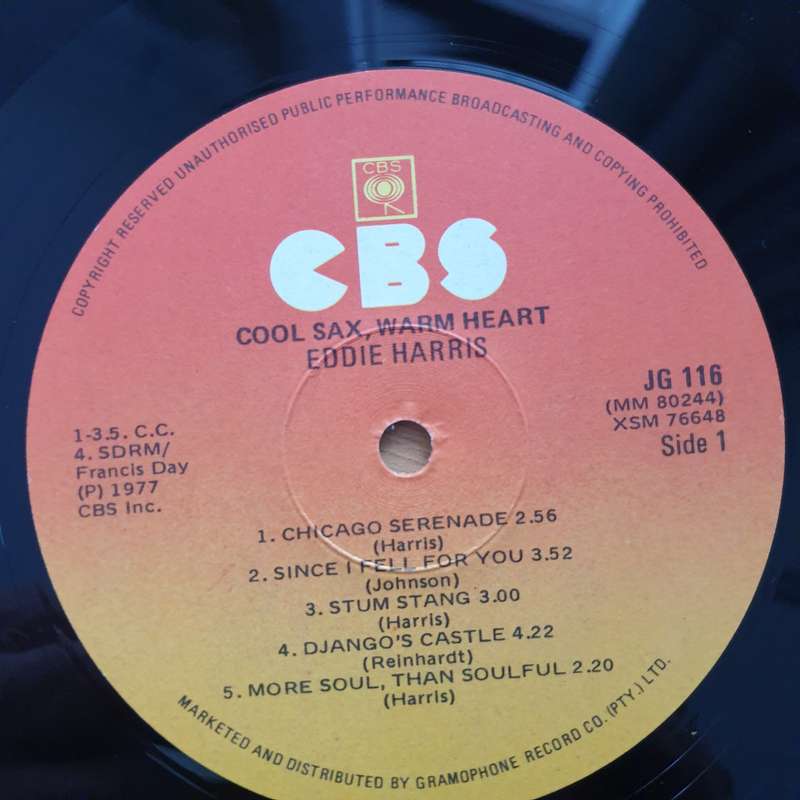 COPYRIGHT RESERVED UNAUTHORISED PUBLIC PERFORMANCE BROADCASTING AND COPYING PROHIBITED
CBS
CBS
COOL SAX, WARM HEART
EDDIE HARRIS
JG 116
(MM 80244)
XSM 76648
Side 1
1-3.5. C.C.
4. SDRM/
Francis Day
(P) 1977
CBS Inc.
1. CHICAGO SERENADE 2.56
(Harris)
2. SINCE I FELL FOR YOU 3.52
(Johnson)
3. STUM STANG 3.00
(Harris)
4. DJANGO'S CASTLE 4.22
(Reinhardt)
5. MORE SOUL, THAN SOULFUL 2.20
(Harris)
MARKETED AND DISTRIBUTED BY GRAMOPHONE RECORD CO. (PTY.) LTD.